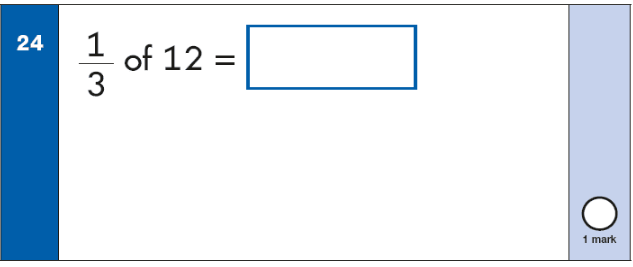 24
1/3 of 12 =
1 mark